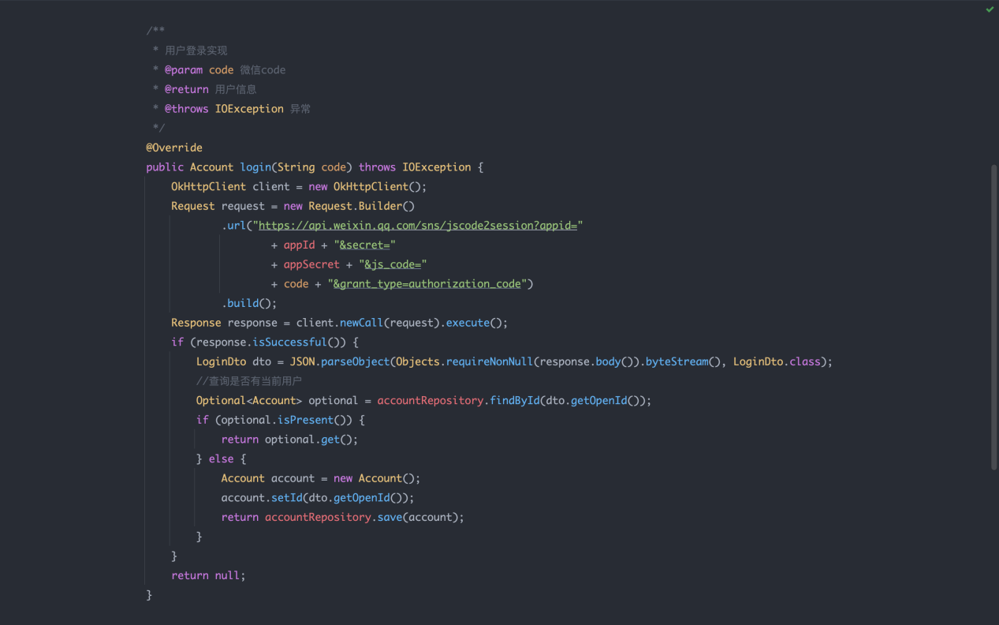 /**
 * 用户登录实现
 * @param code 微信code
 * @return 用户信息
 * @throws IOException 异常
 */
@Override
public Account login(String code) throws IOException {
    OkHttpClient client = new OkHttpClient();
    Request request = new Request.Builder()
            .url("https://api.weixin.qq.com/sns/jscode2session?appid="
                    + appId + "&secret="
                    + appSecret + "&js_code="
                    + code + "&grant_type=authorization_code")
            .build();
    Response response = client.newCall(request).execute();
    if (response.isSuccessful()) {
        LoginDto dto = JSON.parseObject(Objects.requireNonNull(response.body()).byteStream(), LoginDto.class);
        //查询是否有当前用户
        Optional<Account> optional = accountRepository.findById(dto.getOpenId());
        if (optional.isPresent()) {
            return optional.get();
        } else {
            Account account = new Account();
            account.setId(dto.getOpenId());
            return accountRepository.save(account);
        }
    }
    return null;
}